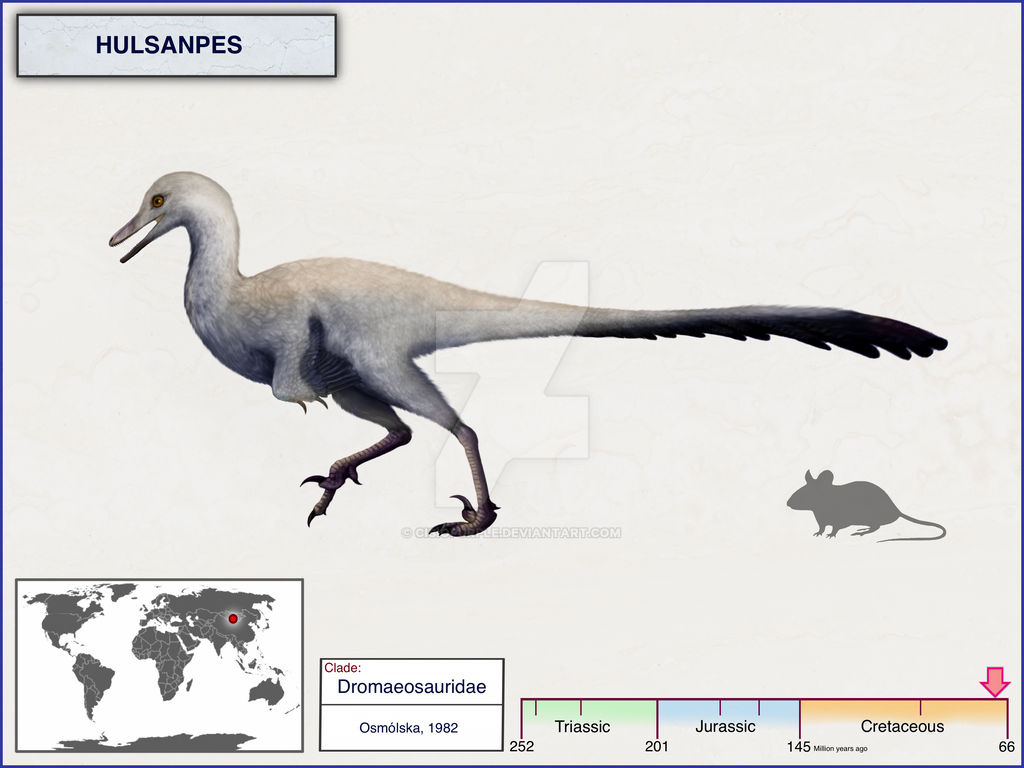 HULSANPES
Clade:
Dromaeosauridae
Osmólska, 1982
Triassic
Jurassic
Cretaceous
252
201
145 Million years ago
66